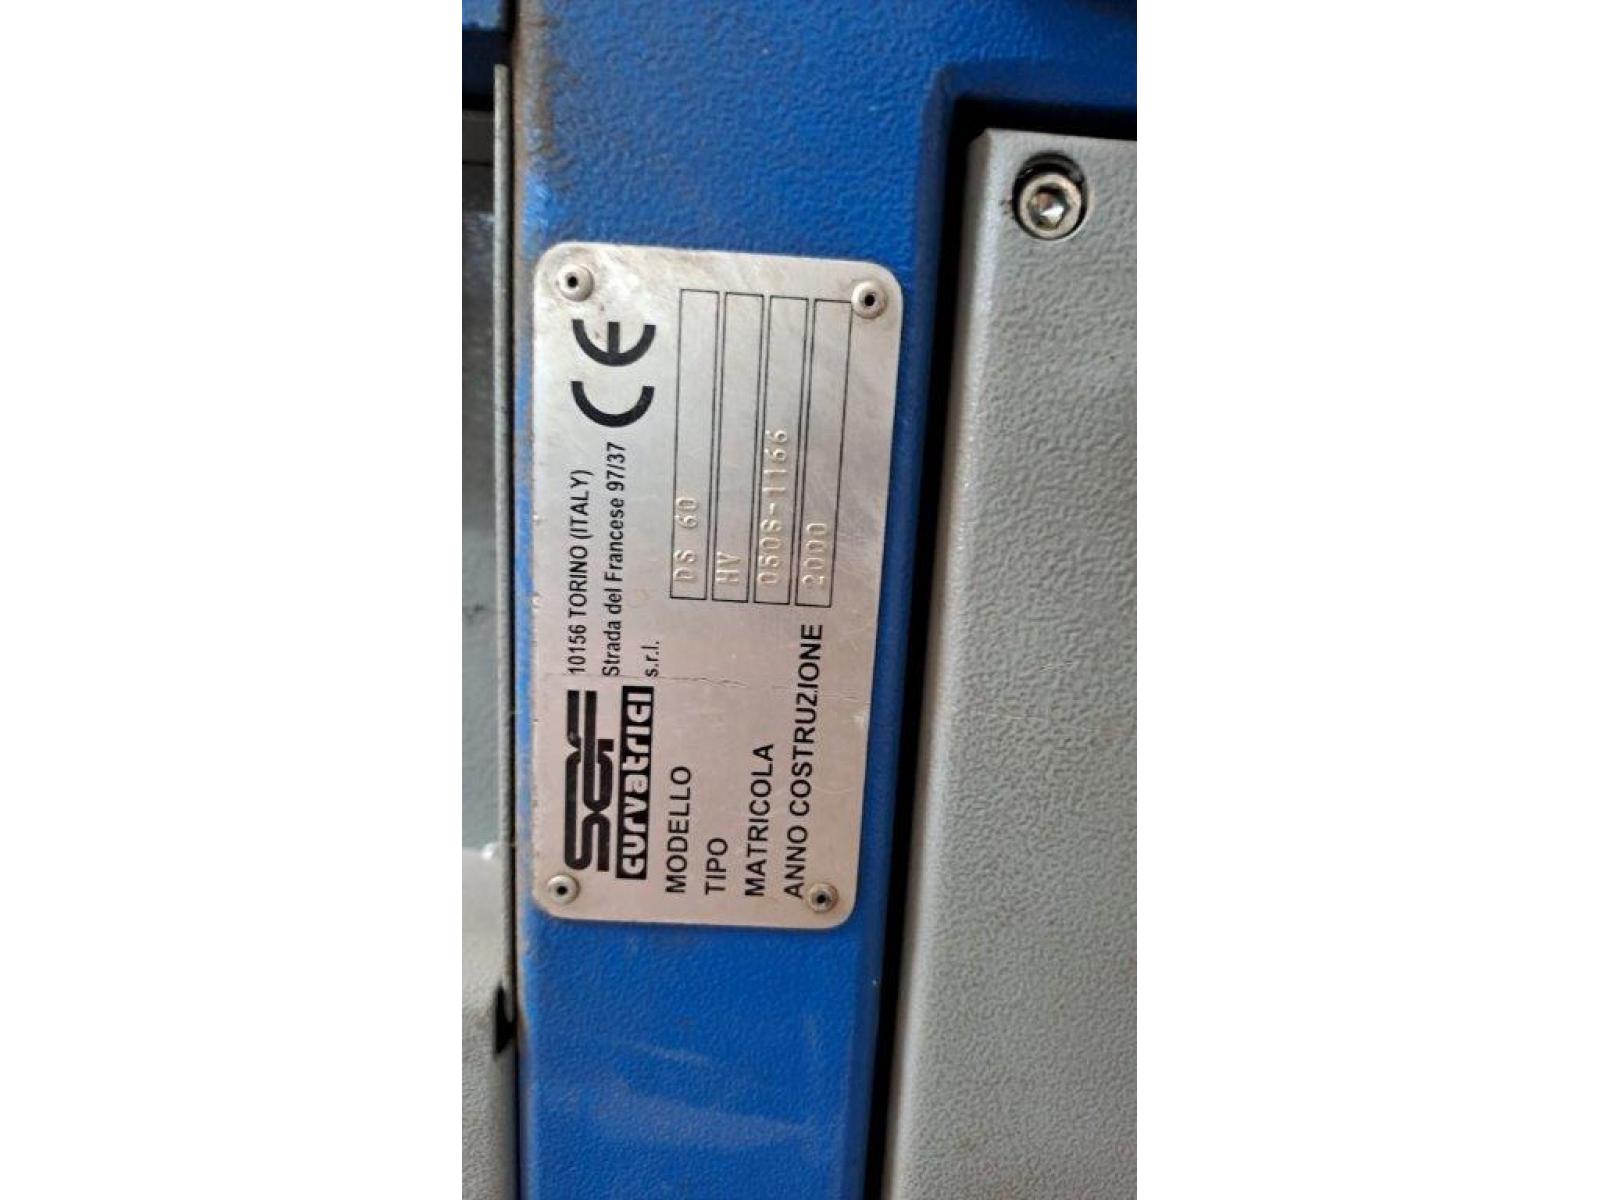 10156 TORINO (ITALY)
Strada del Francese 97/37
curvatrici s.r.l.
CE
MODELLO DS 60
TIPO HV
MATRICOLA 0506-1166
ANNO COSTRUZIONE 2000